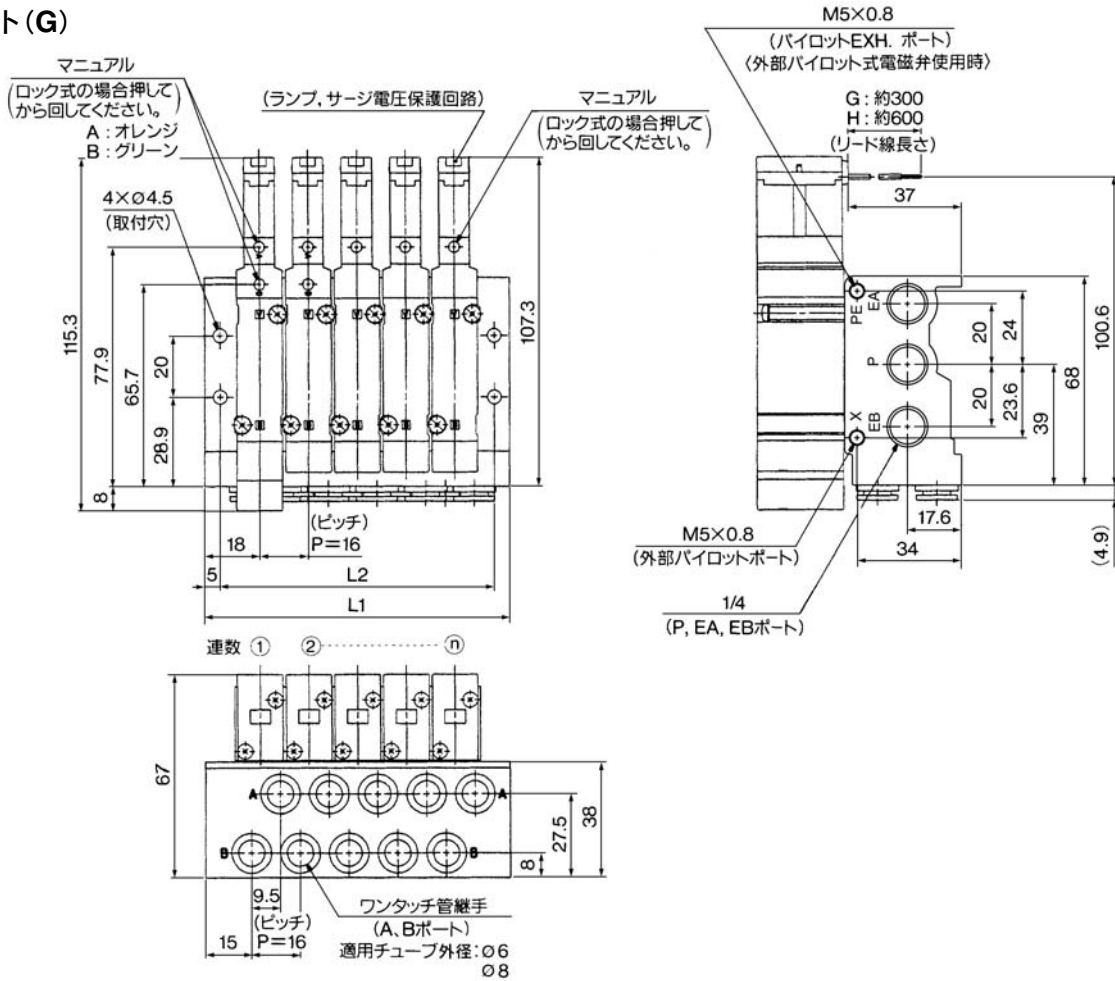 ト(G)
マニュアル
(ロック式の場合押して
から回してください。)
A：オレンジ
B：グリーン
4×Ø4.5
(取付穴)
(ランプ,サージ電圧保護回路)
マニュアル
(ロック式の場合押して
から回してください。)
115.3
77.9
65.7
20
28.9
8
107.3
18
(ピッチ)
P=16
5
L2
L1
M5×0.8
(パイロットEXH. ポート)
〈外部パイロット式電磁弁使用時〉
G：約300
H：約600
(リード線長さ)
37
PE
EA
P
X
EB
20
24
20
23.6
39
68
100.6
17.6
34
(4.9)
M5×0.8
(外部パイロットポート)
1/4
(P, EA, EBポート)
連数 ① ② ⓝ
67
A A
B B
27.5
38
8
9.5
(ピッチ)
15
P=16
ワンタッチ管継手
(A、Bポート)
適用チューブ外径：Ø6
Ø8